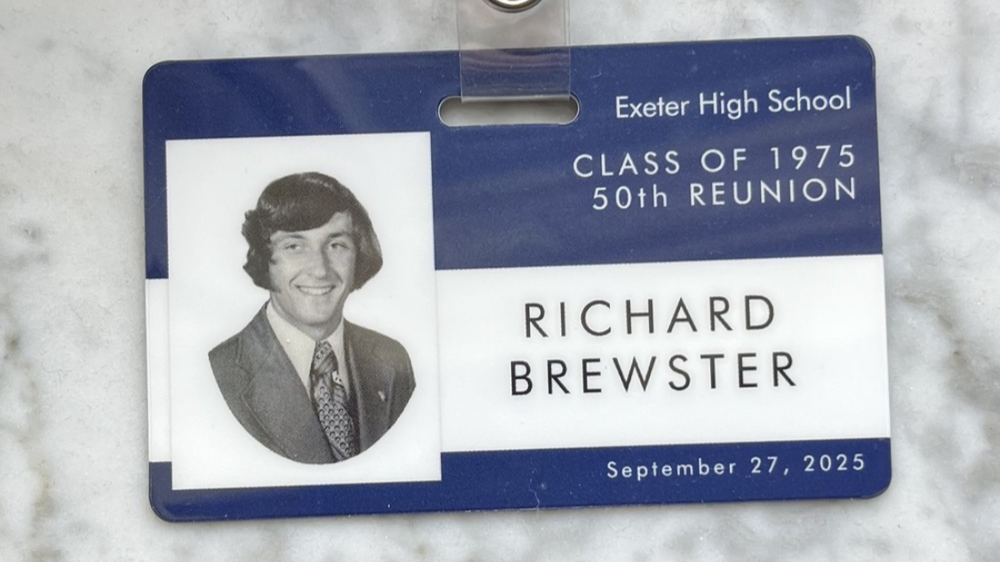 Exeter High School
CLASS OF 1975
50th REUNION
RICHARD
BREWSTER
September 27, 2025